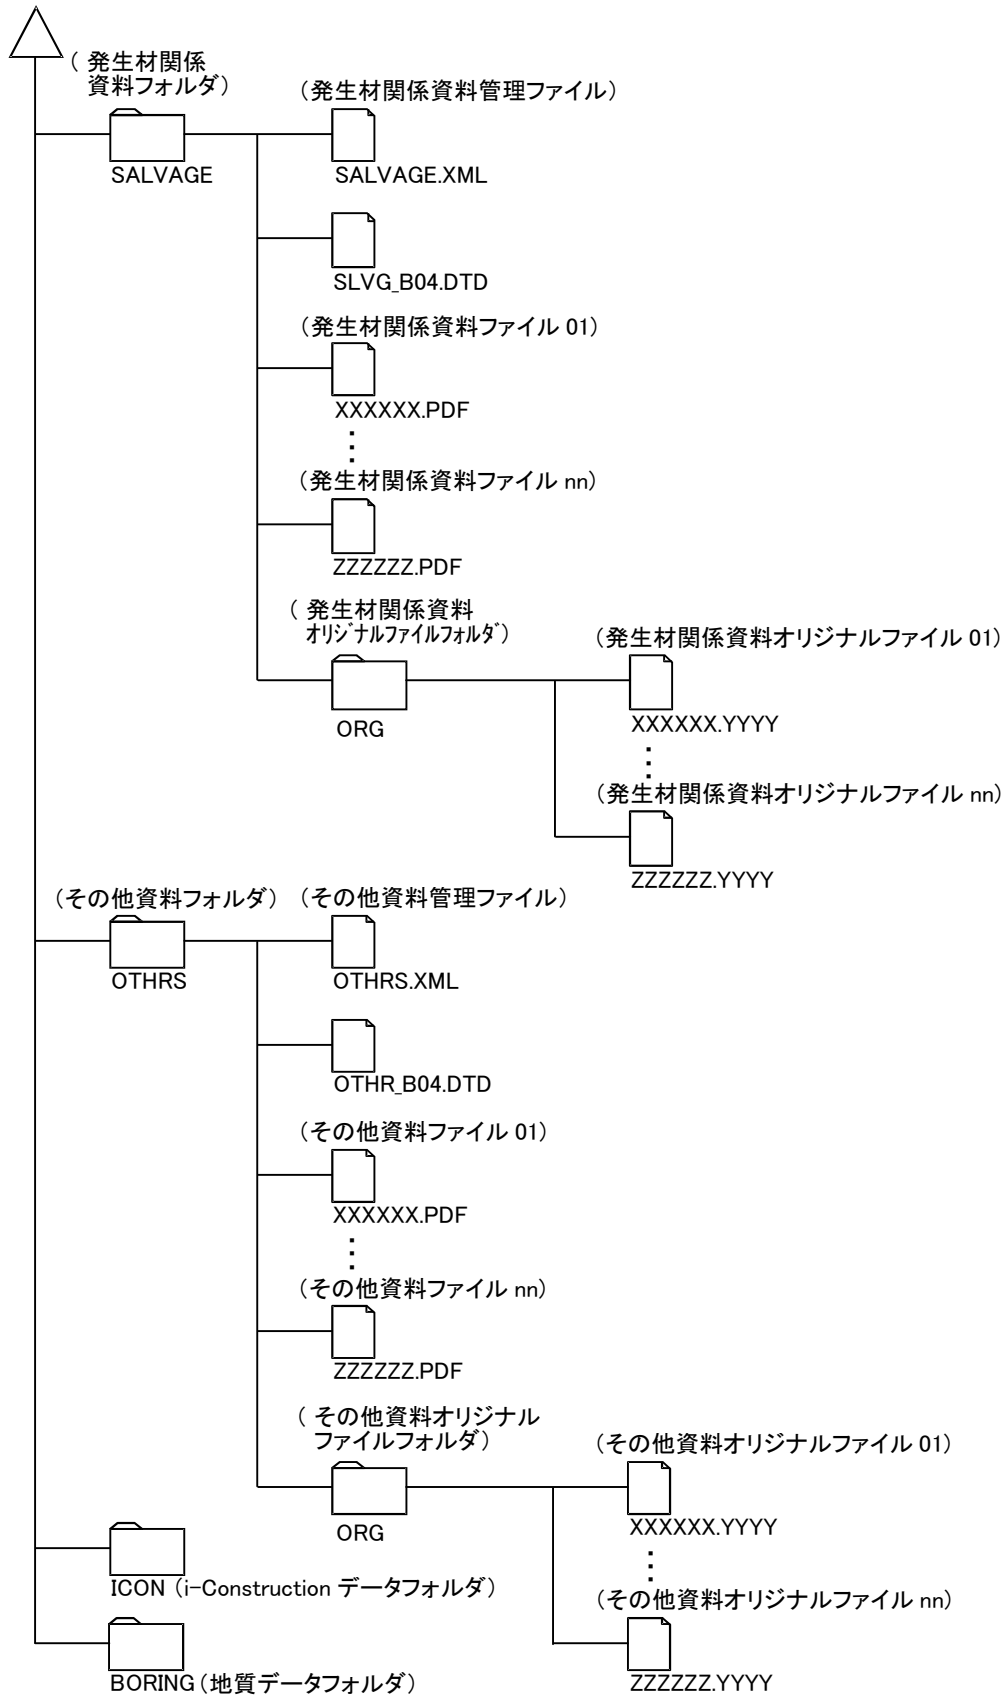 ( 発生材関係
資料フォルダ)
(発生材関係資料管理ファイル)
SALVAGE
SALVAGE.XML
SLVG_B04.DTD
(発生材関係資料ファイル 01)
XXXXXX.PDF
(発生材関係資料ファイル nn)
ZZZZZZ.PDF
( 発生材関係資料
ｵﾘｼﾞﾅﾙﾌｧｲﾙﾌｫﾙﾀﾞ)
ORG
(発生材関係資料オリジナルファイル 01)
XXXXXX.YYYY
(発生材関係資料オリジナルファイル nn)
ZZZZZZ.YYYY
(その他資料フォルダ)
(その他資料管理ファイル)
OTHRS
OTHRS.XML
OTHR_B04.DTD
(その他資料ファイル 01)
XXXXXX.PDF
(その他資料ファイル nn)
ZZZZZZ.PDF
( その他資料オリジナル
ファイルフォルダ)
ORG
(その他資料オリジナルファイル 01)
XXXXXX.YYYY
(その他資料オリジナルファイル nn)
ZZZZZZ.YYYY
ICON (i-Construction データフォルダ)
BORING (地質データフォルダ)